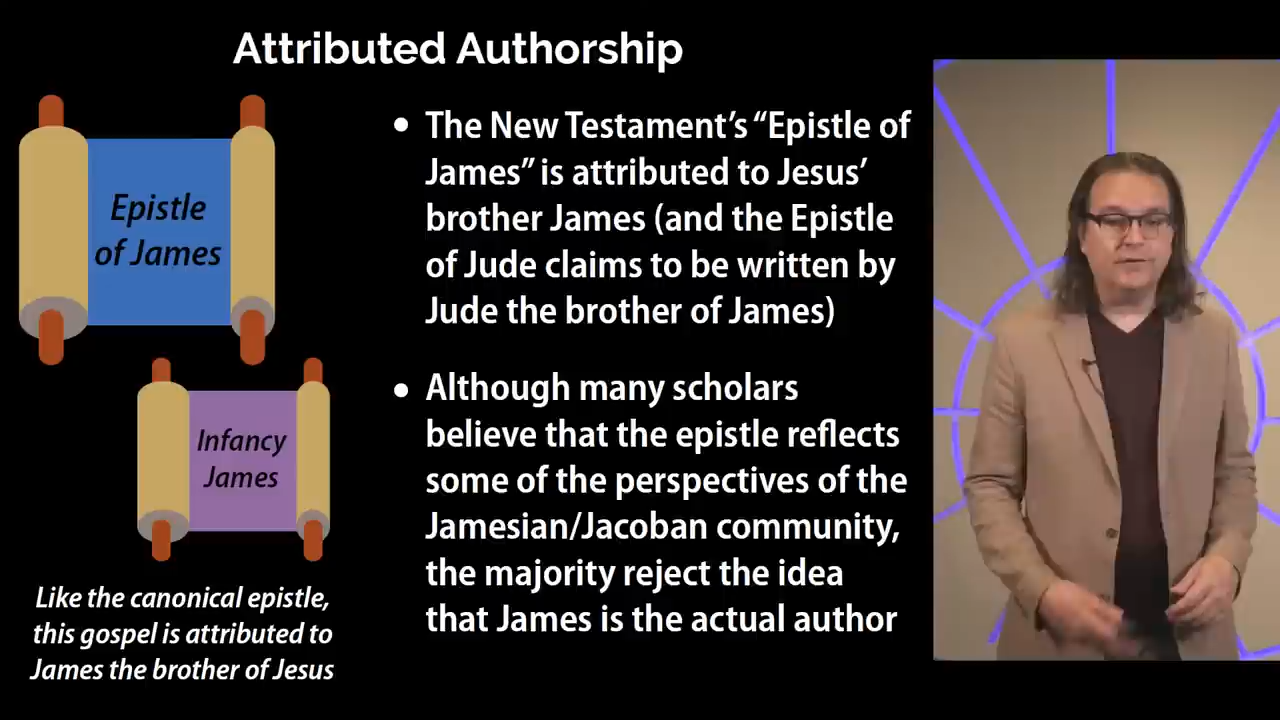 Attributed Authorship
Epistle
of James
Infancy
James
Like the canonical epistle,
this gospel is attributed to
James the brother of Jesus
• The New Testament’s “Epistle of
James” is attributed to Jesus’
brother James (and the Epistle
of Jude claims to be written by
Jude the brother of James)
• Although many scholars
believe that the epistle reflects
some of the perspectives of the
Jamesian/Jacoban community,
the majority reject the idea
that James is the actual author